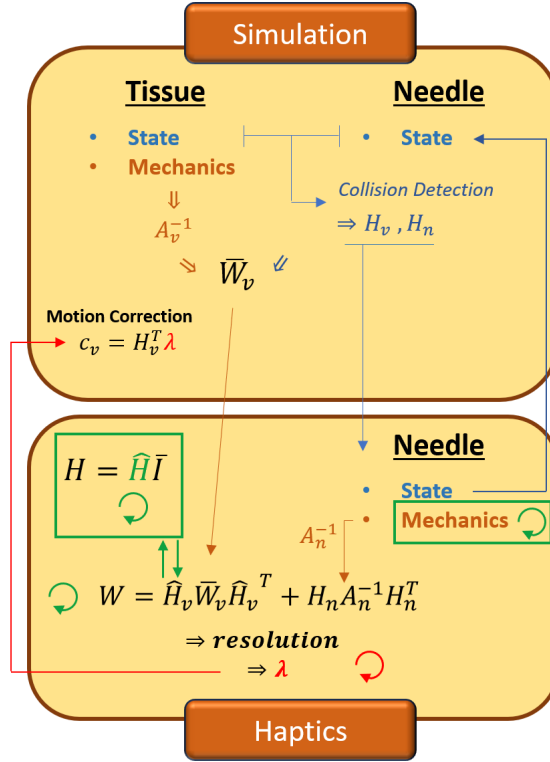 Simulation
Tissue
Needle
• State
• Mechanics
• State
⇓
A_v^{-1}
Collision Detection
⇒ H_v , H_n
⇘ W̅_v ⇙
Motion Correction
c_v = H_v^T λ
H = Ĥ I̅
Needle
• State
• Mechanics
A_n^{-1}
W = Ĥ_v W̅_v Ĥ_v^T + H_n A_n^{-1} H_n^T
⇒ resolution
⇒ λ
Haptics